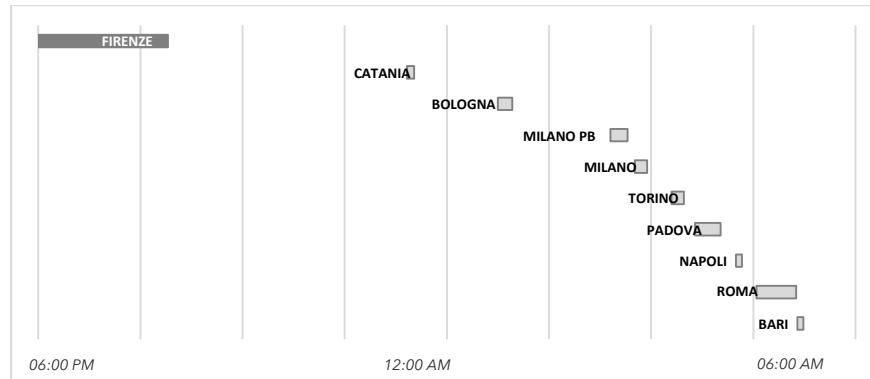 FIRENZE
CATANIA
BOLOGNA
MILANO PB
MILANO
TORINO
PADOVA
NAPOLI
ROMA
BARI
06:00 PM 12:00 AM 06:00 AM